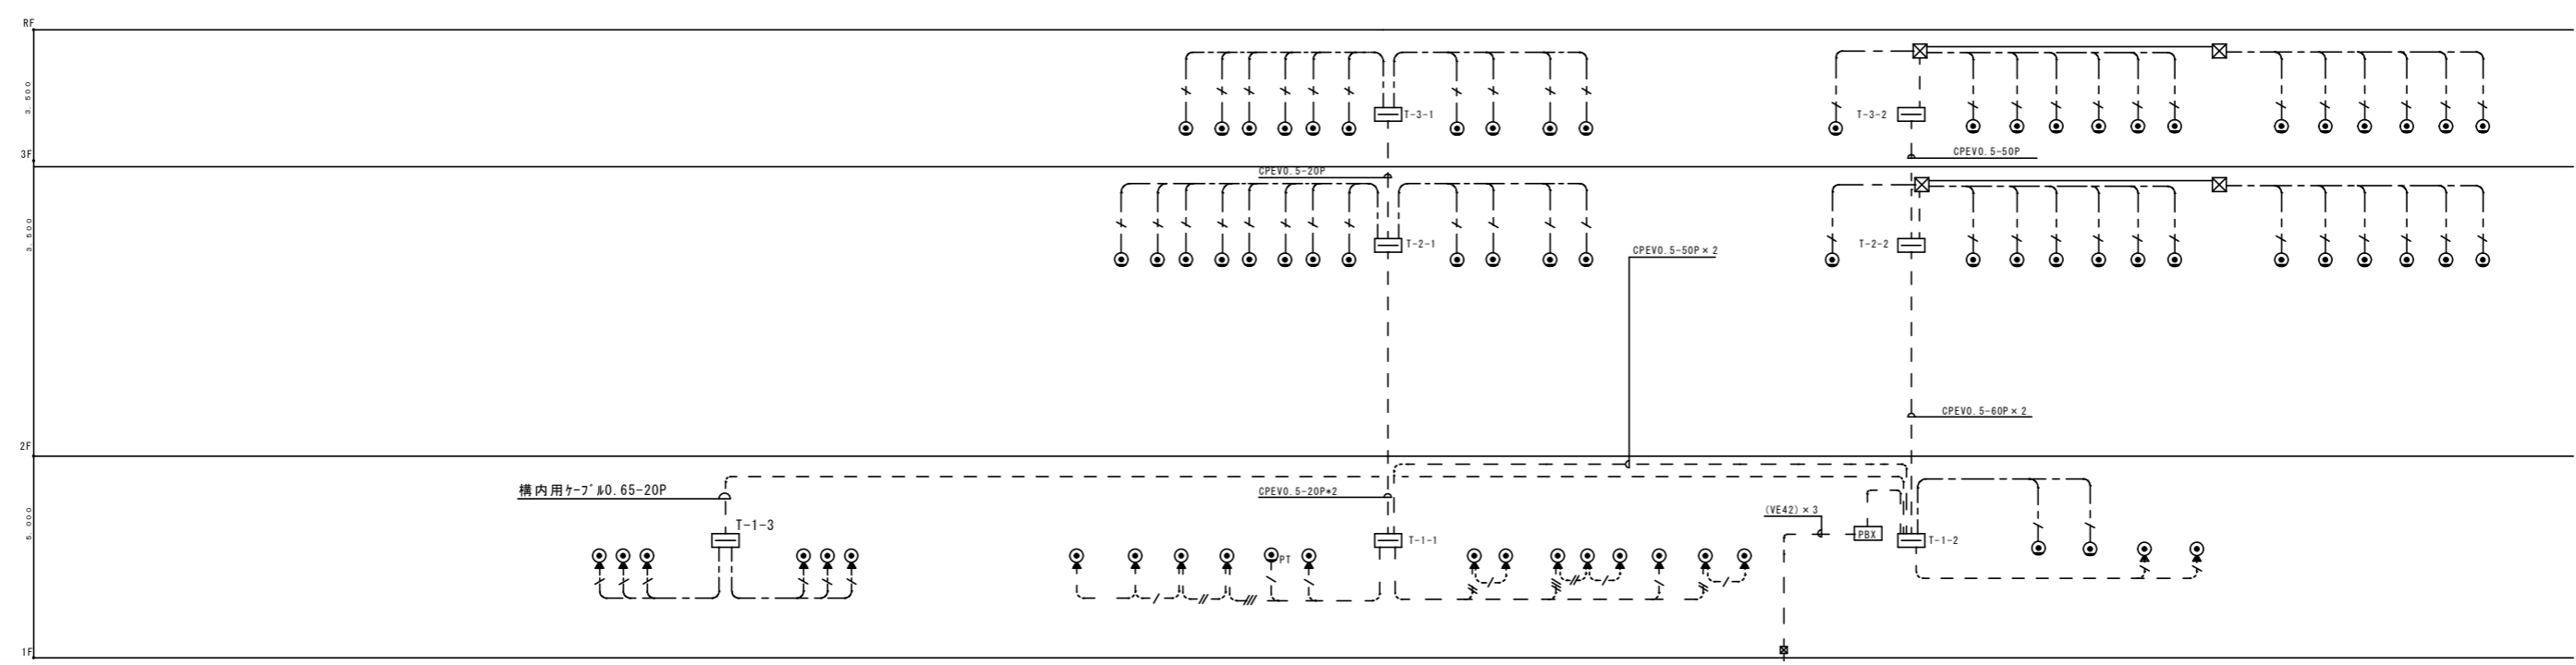 RF
3,500
T-3-1
T-3-2
3F
CPEV0.5-50P
CPEV0.5-20P
3,500
T-2-1
T-2-2
CPEV0.5-50P×2
CPEV0.5-60P×2
2F
構内用ｹｰﾌﾞﾙ0.65-20P
CPEV0.5-20P*2
(VE42)×3
5,000
T-1-3
PBX
T-1-1
T-1-2
PT
1F